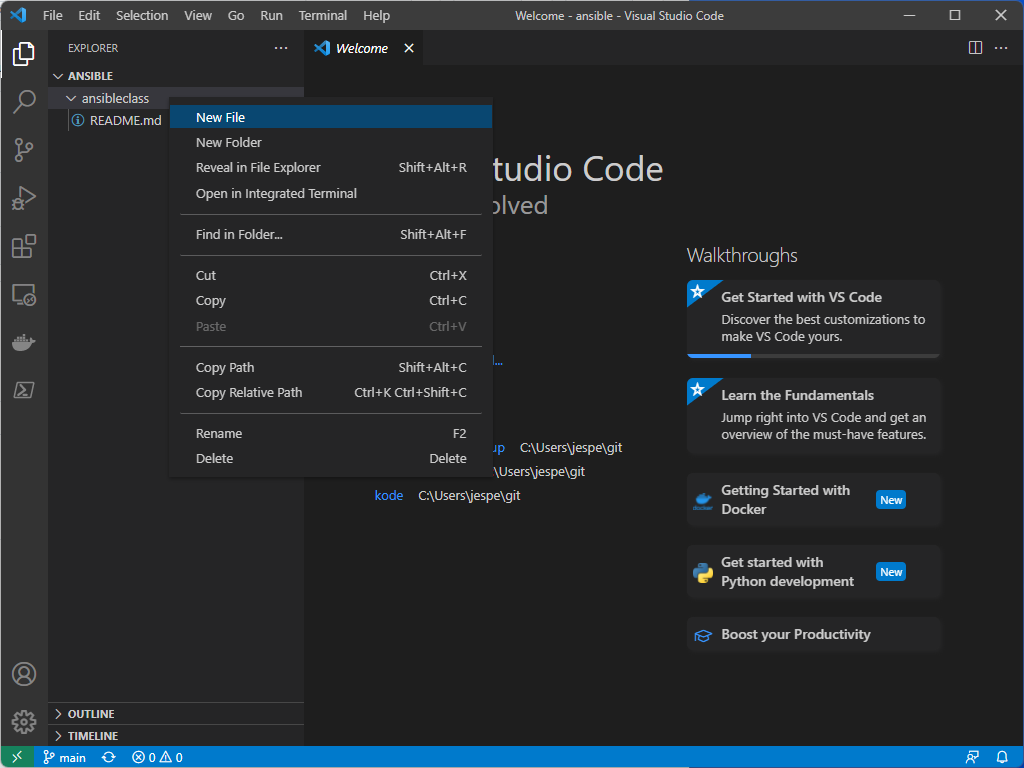 File Edit Selection View Go Run Terminal Help Welcome - ansible - Visual Studio Code
EXPLORER
Welcome
ANSIBLE
ansibleclass
README.md
New File
New Folder
Reveal in File Explorer Shift+Alt+R
Open in Integrated Terminal
Find in Folder... Shift+Alt+F
Cut Ctrl+X
Copy Ctrl+C
Paste Ctrl+V
Copy Path Shift+Alt+C
Copy Relative Path Ctrl+K Ctrl+Shift+C
Rename F2
Delete Delete
tudio Code
olved
...
up C:\Users\jespe\git
\Users\jespe\git
kode C:\Users\jespe\git
Walkthroughs
Get Started with VS Code
Discover the best customizations to
make VS Code yours.
Learn the Fundamentals
Jump right into VS Code and get an
overview of the must-have features.
docker
Getting Started with
Docker
New
Get started with
Python development
New
Boost your Productivity
OUTLINE
TIMELINE
main 0 0